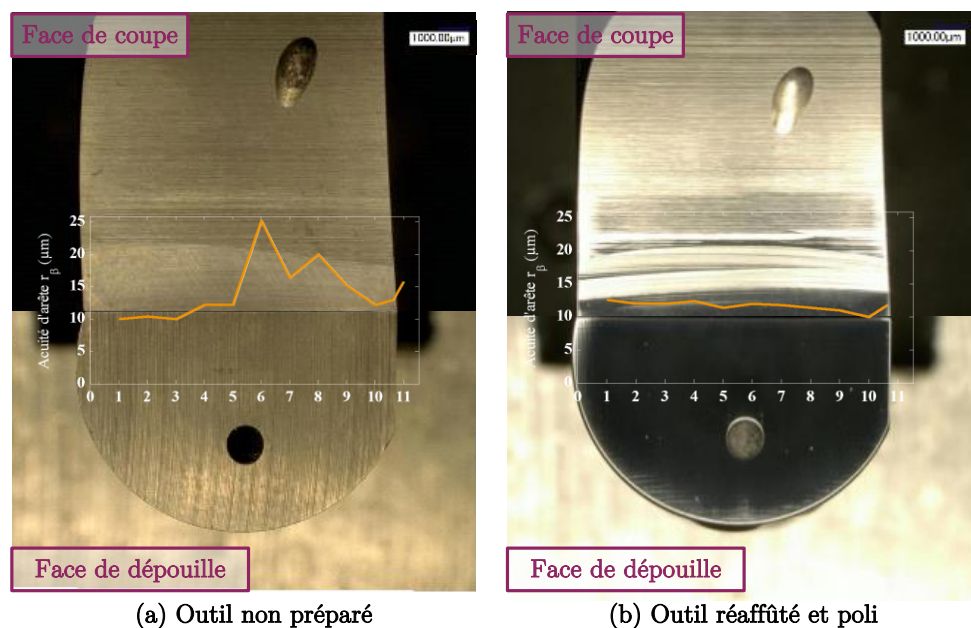 Face de coupe
1000.00µm
Acuité d'arête rβ (µm)
25
20
15
10
5
0
0 1 2 3 4 5 6 7 8 9 10 11
Face de dépouille
(a) Outil non préparé
Face de coupe
1000.00µm
Acuité d'arête rβ (µm)
25
20
15
10
5
0
0 1 2 3 4 5 6 7 8 9 10 11
Face de dépouille
(b) Outil réaffûté et poli